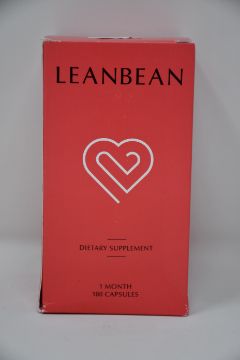 LEANBEAN
DIETARY SUPPLEMENT
1 MONTH
180 CAPSULES